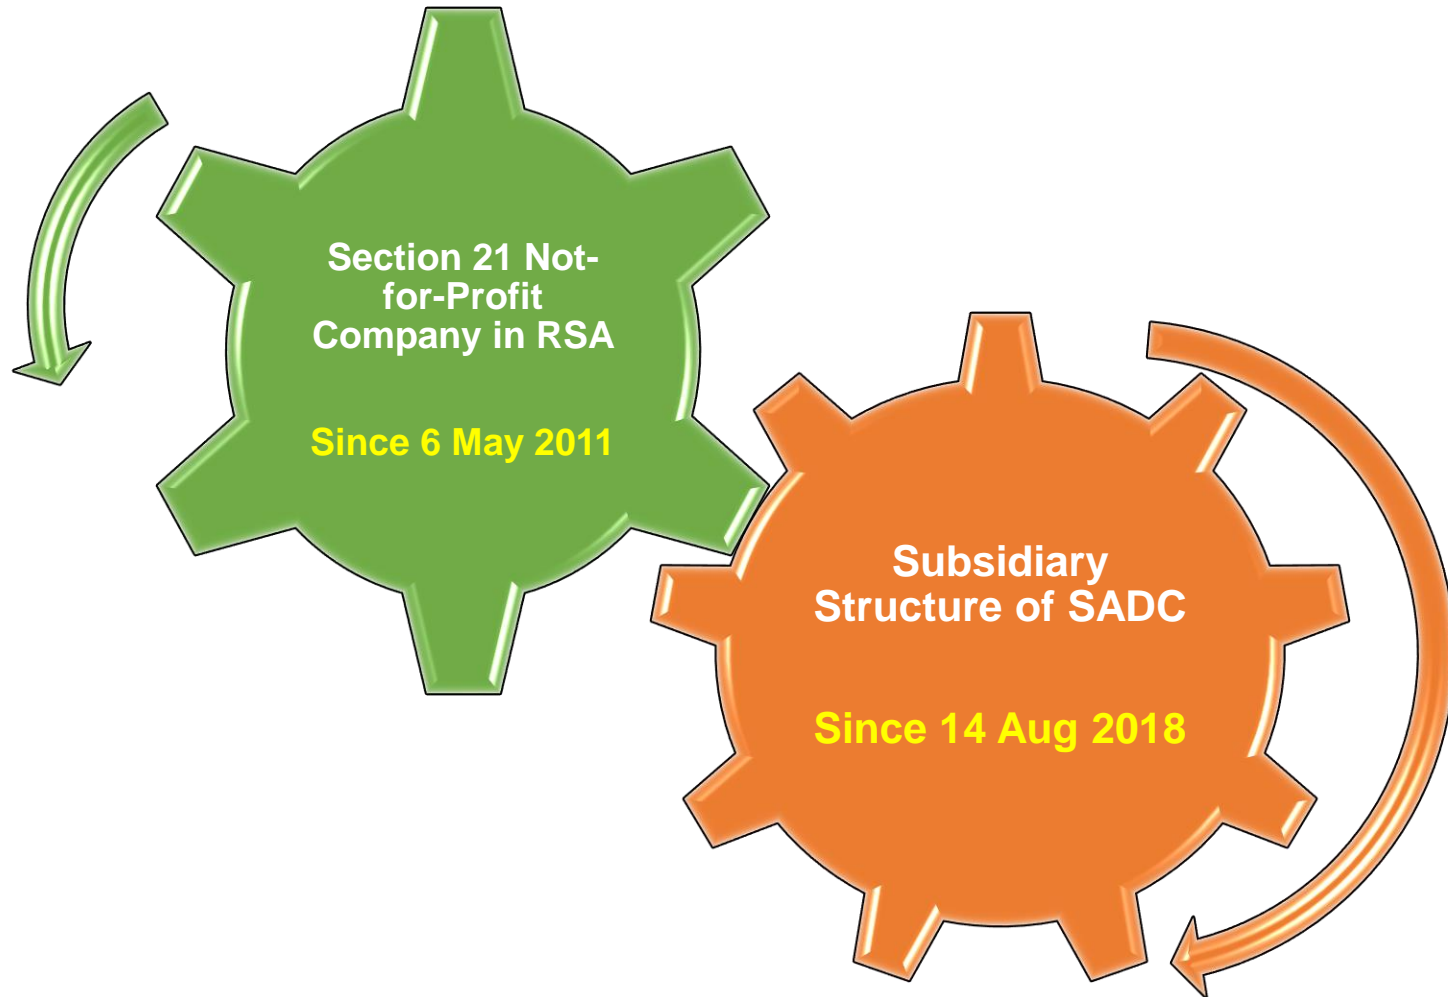 Section 21 Not-
for-Profit
Company in RSA
Since 6 May 2011
Subsidiary
Structure of SADC
Since 14 Aug 2018